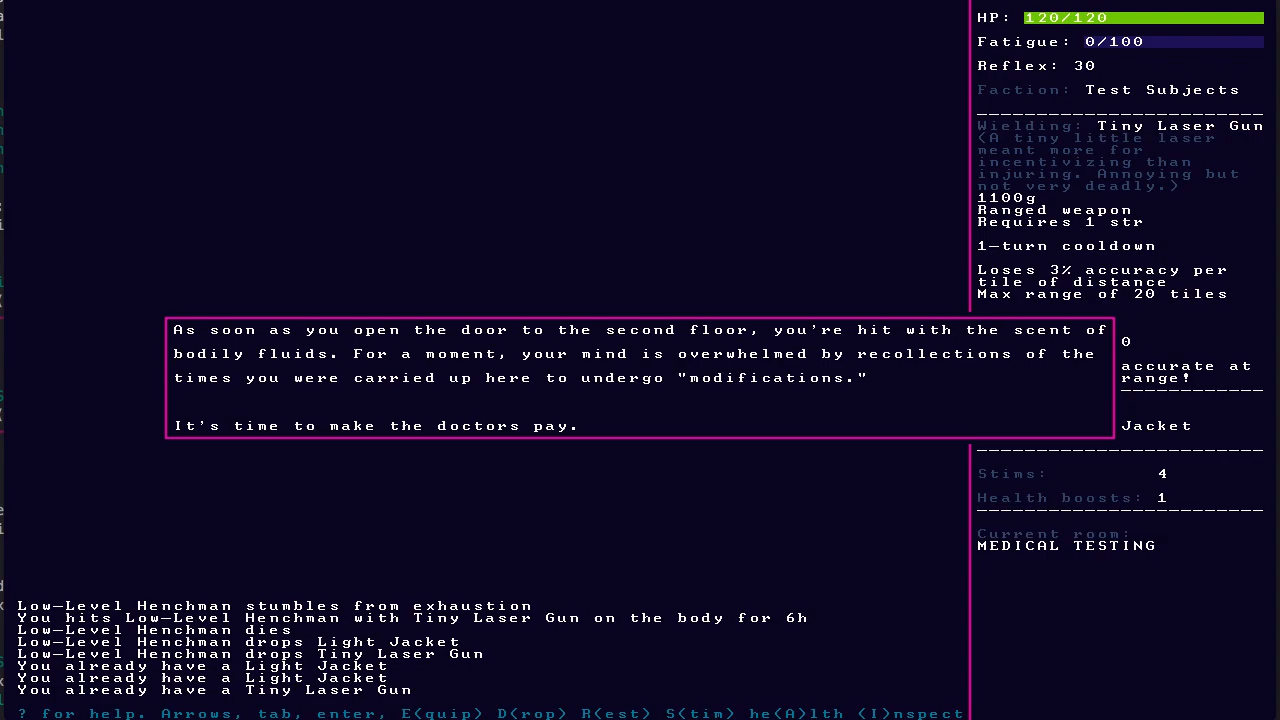 HP: 120/120
Fatigue: 0/100
Reflex: 30
Faction: Test Subjects
Wielding: Tiny Laser Gun
(A tiny little laser
meant more for
incentivizing than
injuring. Annoying but
not very deadly.)
1100g
Ranged weapon
Requires 1 str
1-turn cooldown
Loses 3% accuracy per
tile of distance
Max range of 20 tiles
As soon as you open the door to the second floor, you're hit with the scent of
bodily fluids. For a moment, your mind is overwhelmed by recollections of the
times you were carried up here to undergo "modifications."
It's time to make the doctors pay.
0
accurate at
range!
Jacket
Stims: 4
Health boosts: 1
Current room:
MEDICAL TESTING
Low-Level Henchman stumbles from exhaustion
You hits Low-Level Henchman with Tiny Laser Gun on the body for 6h
Low-Level Henchman dies
Low-Level Henchman drops Light Jacket
Low-Level Henchman drops Tiny Laser Gun
You already have a Light Jacket
You already have a Light Jacket
You already have a Tiny Laser Gun
? for help. Arrows, tab, enter, E(quip) D(rop) R(est) S(tim) he(A)lth (I)nspect